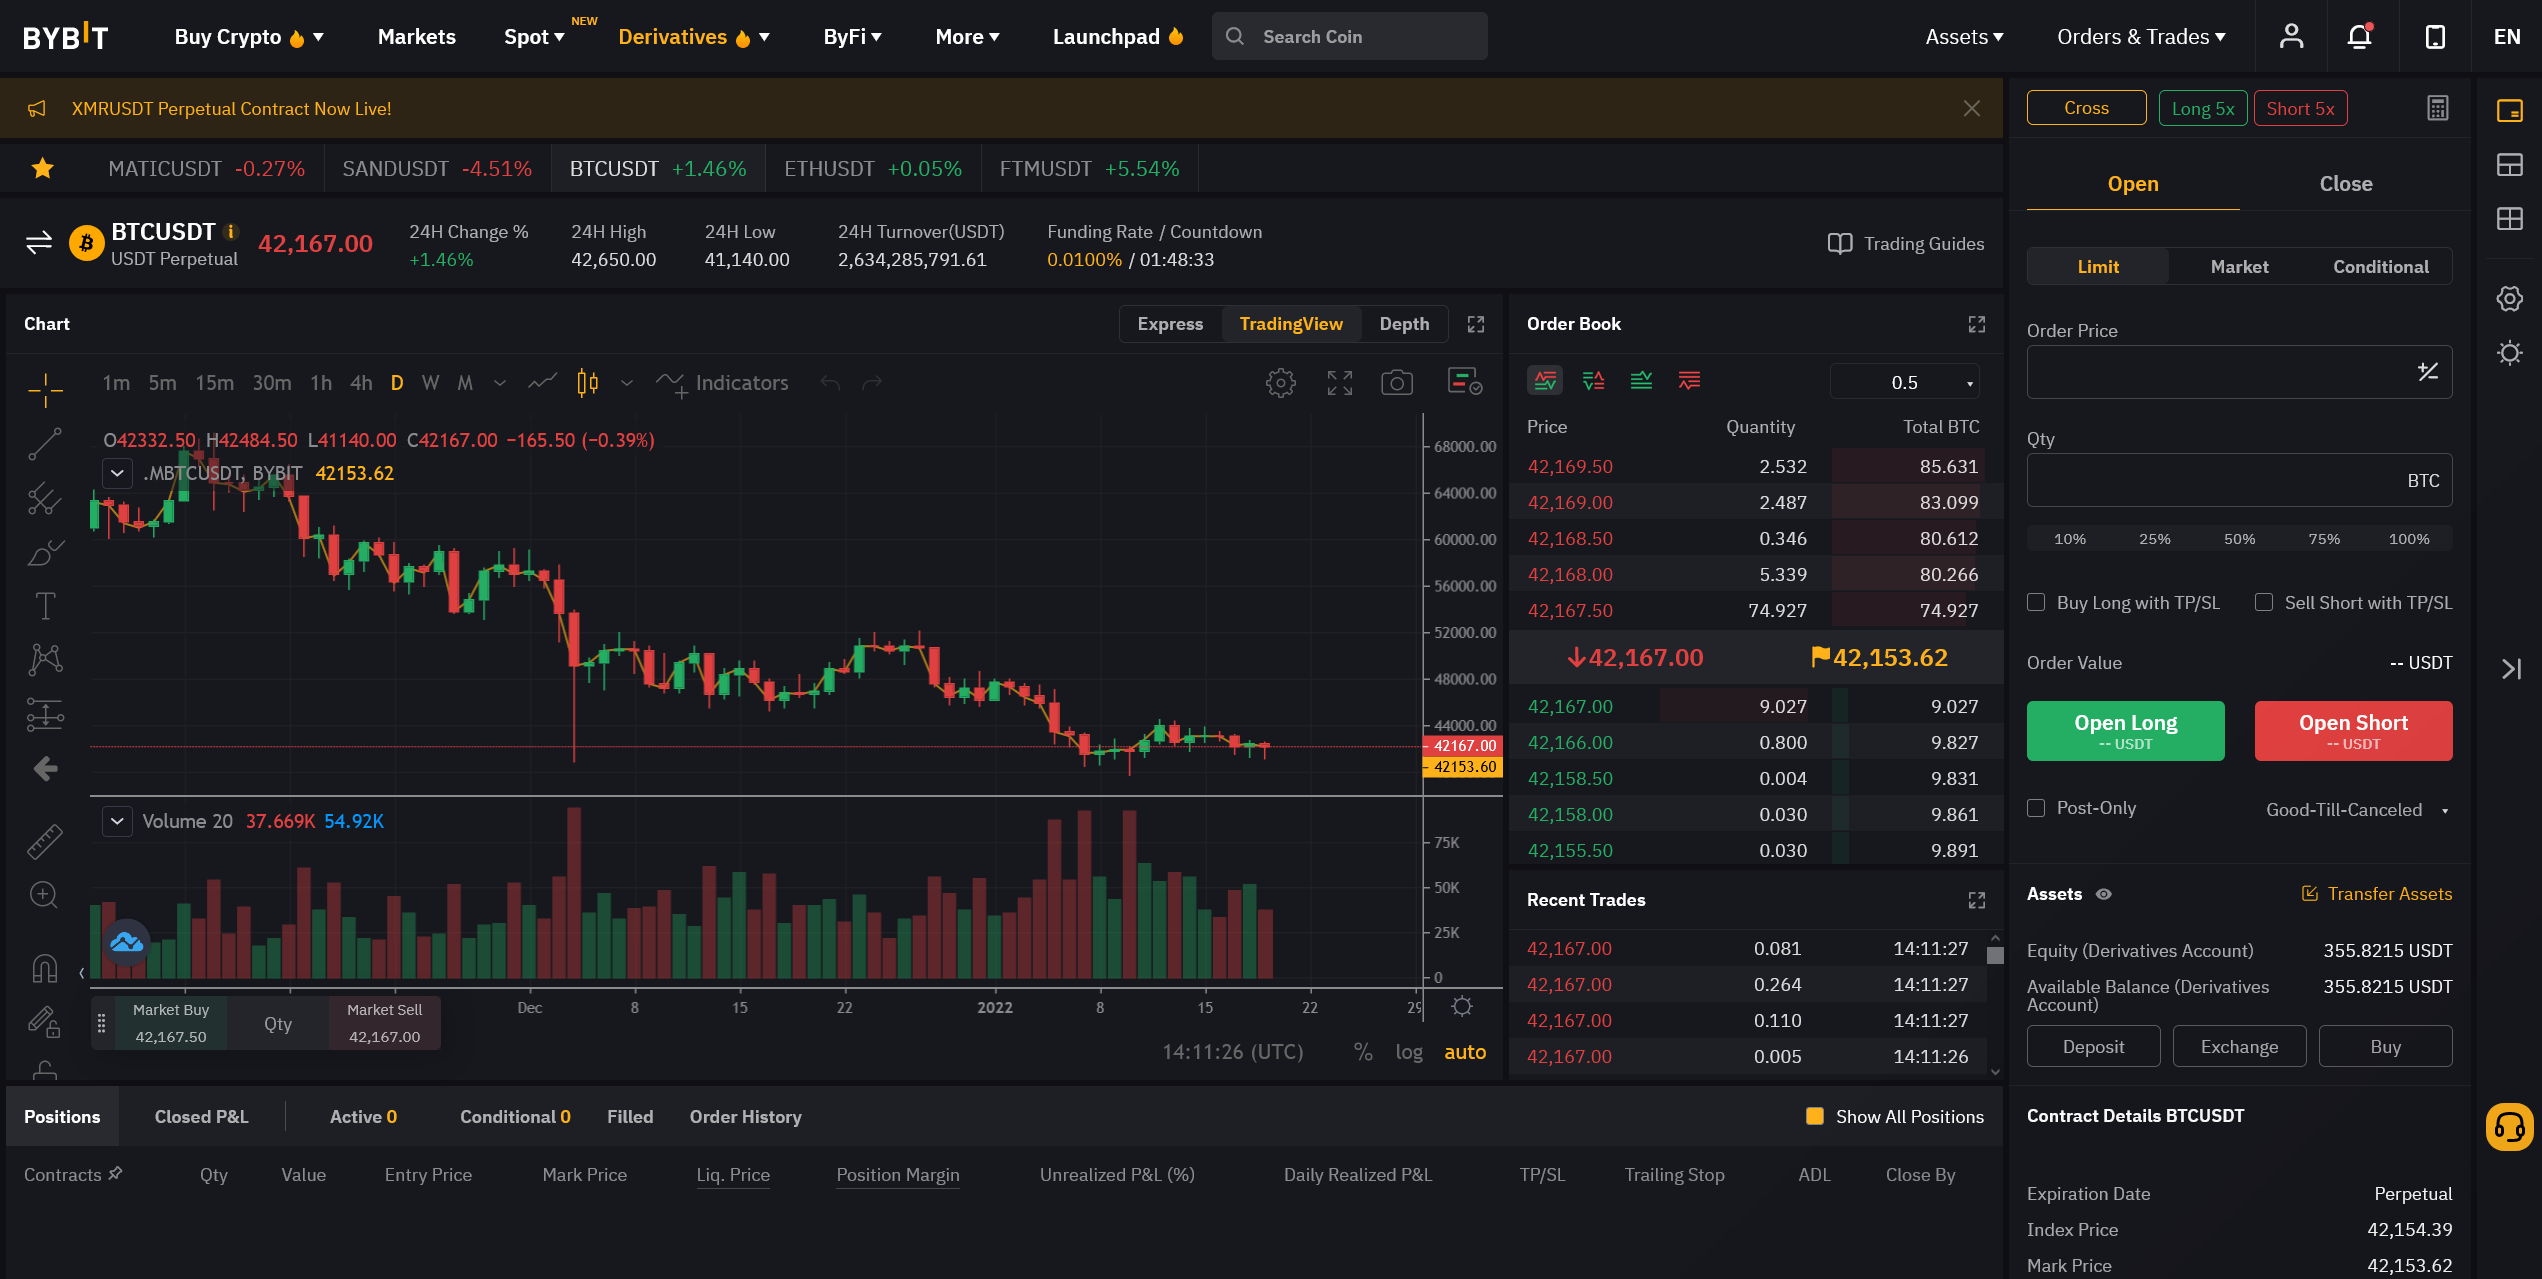 BYBIT
Buy Crypto
Markets
Spot
NEW
Derivatives
ByFi
More
Launchpad
Search Coin
Assets
Orders & Trades
EN
XMRUSDT Perpetual Contract Now Live!
MATICUSDT -0.27%
SANDUSDT -4.51%
BTCUSDT +1.46%
ETHUSDT +0.05%
FTMUSDT +5.54%
BTCUSDT
USDT Perpetual
42,167.00
24H Change %
+1.46%
24H High
42,650.00
24H Low
41,140.00
24H Turnover(USDT)
2,634,285,791.61
Funding Rate / Countdown
0.0100% / 01:48:33
Trading Guides
Chart
Express
TradingView
Depth
1m 5m 15m 30m 1h 4h D W M
Indicators
O42332.50 H42484.50 L41140.00 C42167.00 −165.50 (−0.39%)
.MBTCUSDT, BYBIT 42153.62
68000.00
64000.00
60000.00
56000.00
52000.00
48000.00
44000.00
42167.00
42153.60
Volume 20 37.669K 54.92K
75K
50K
25K
0
Dec 8 15 22 2022 8 15 22 29
Market Buy
42,167.50
Qty
Market Sell
42,167.00
14:11:26 (UTC) % log auto
Order Book
0.5
Price Quantity Total BTC
42,169.50 2.532 85.631
42,169.00 2.487 83.099
42,168.50 0.346 80.612
42,168.00 5.339 80.266
42,167.50 74.927 74.927
42,167.00 42,153.62
42,167.00 9.027 9.027
42,166.00 0.800 9.827
42,158.50 0.004 9.831
42,158.00 0.030 9.861
42,155.50 0.030 9.891
Recent Trades
42,167.00 0.081 14:11:27
42,167.00 0.264 14:11:27
42,167.00 0.110 14:11:27
42,167.00 0.005 14:11:26
Cross
Long 5x
Short 5x
Open
Close
Limit
Market
Conditional
Order Price
Qty
BTC
10% 25% 50% 75% 100%
Buy Long with TP/SL
Sell Short with TP/SL
Order Value
-- USDT
Open Long
-- USDT
Open Short
-- USDT
Post-Only
Good-Till-Canceled
Assets
Transfer Assets
Equity (Derivatives Account) 355.8215 USDT
Available Balance (Derivatives Account) 355.8215 USDT
Deposit
Exchange
Buy
Contract Details BTCUSDT
Expiration Date Perpetual
Index Price 42,154.39
Mark Price 42,153.62
Positions
Closed P&L
Active 0
Conditional 0
Filled
Order History
Show All Positions
Contracts Qty Value Entry Price Mark Price Liq. Price Position Margin Unrealized P&L (%) Daily Realized P&L TP/SL Trailing Stop ADL Close By